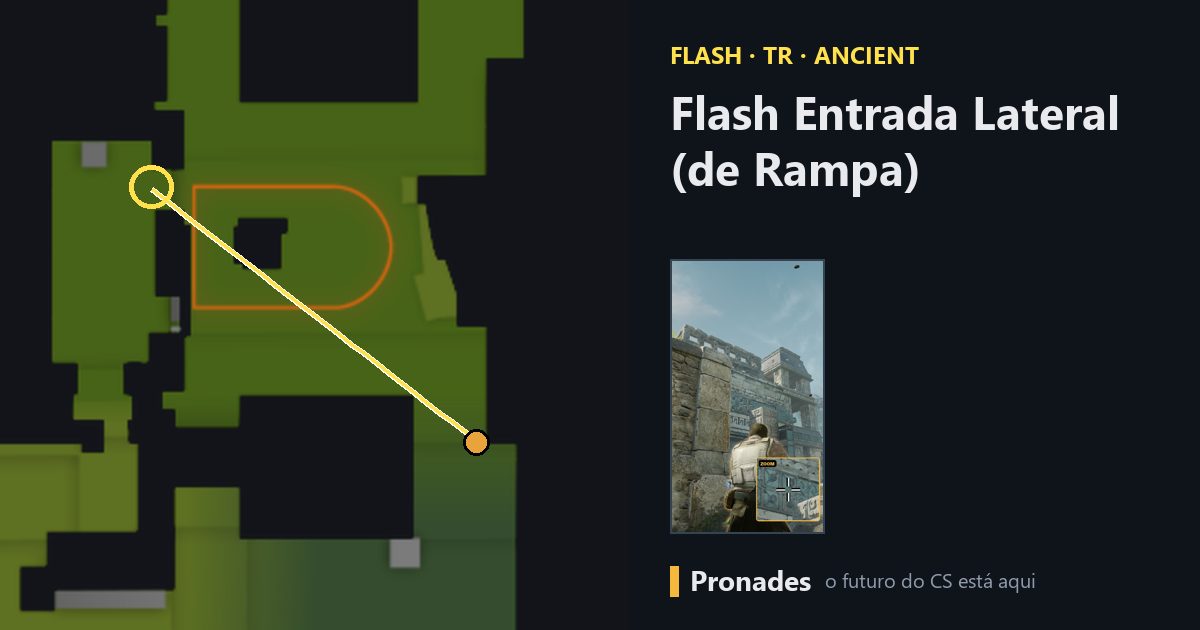 FLASH · TR · ANCIENT
Flash Entrada Lateral
(de Rampa)
ZOOM
Pronades o futuro do CS está aqui